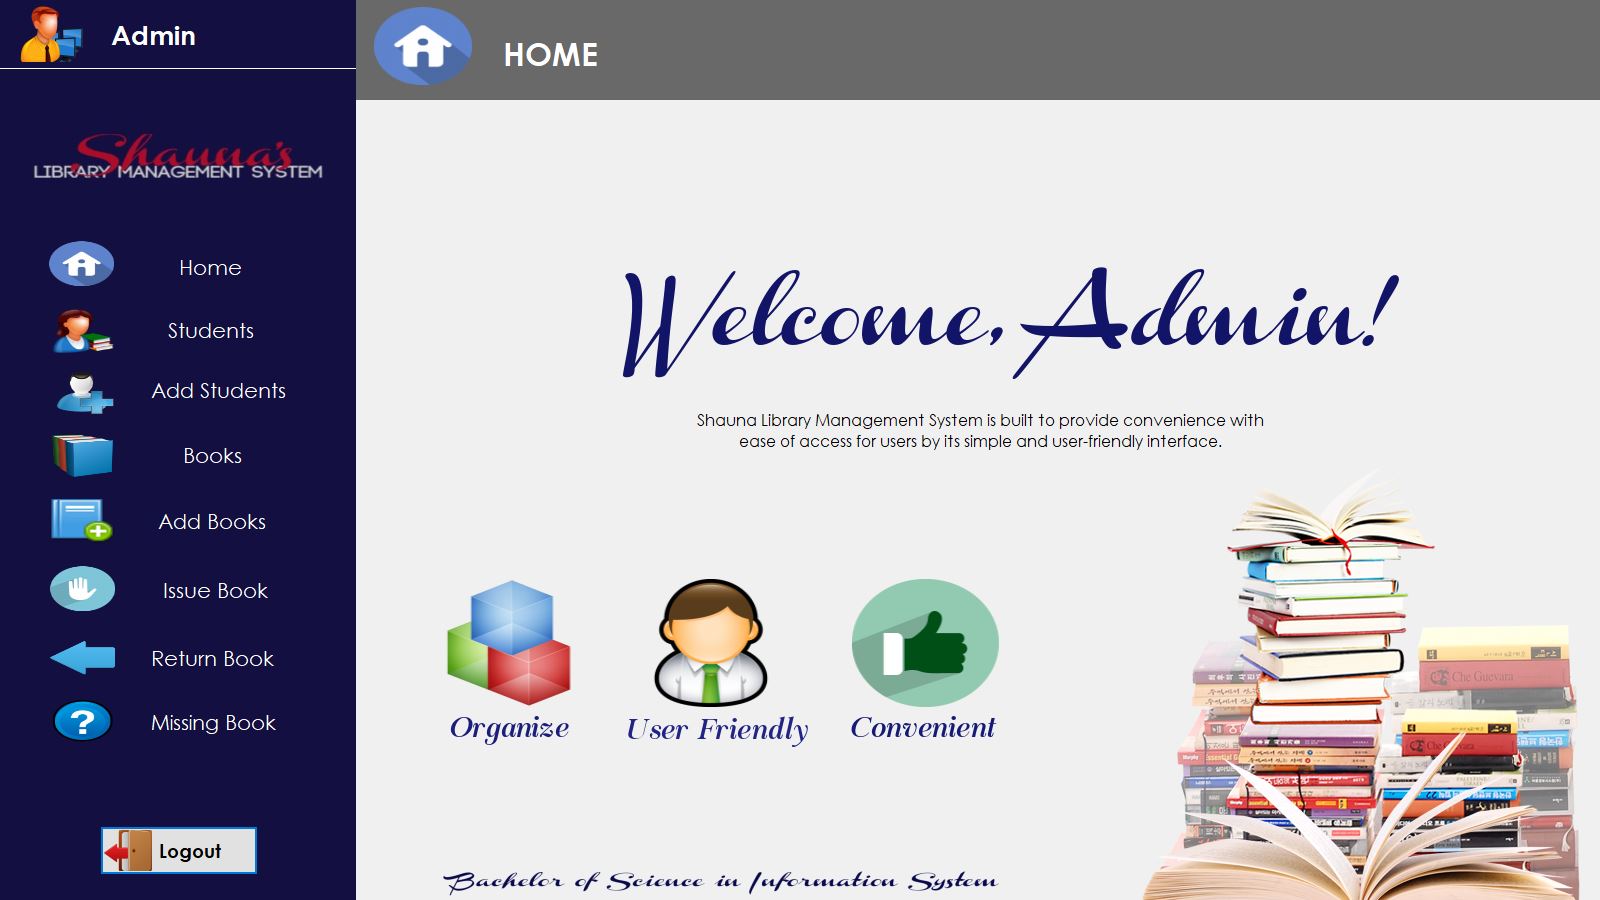 Admin
HOME
Shauna's
LIBRARY MANAGEMENT SYSTEM
Home
Students
Add Students
Books
Add Books
Issue Book
Return Book
Missing Book
Logout
Welcome, Admin!
Shauna Library Management System is built to provide convenience with
ease of access for users by its simple and user-friendly interface.
Organize
User Friendly
Convenient
Che Guevara
Che Guevara
Bachelor of Science in Information System